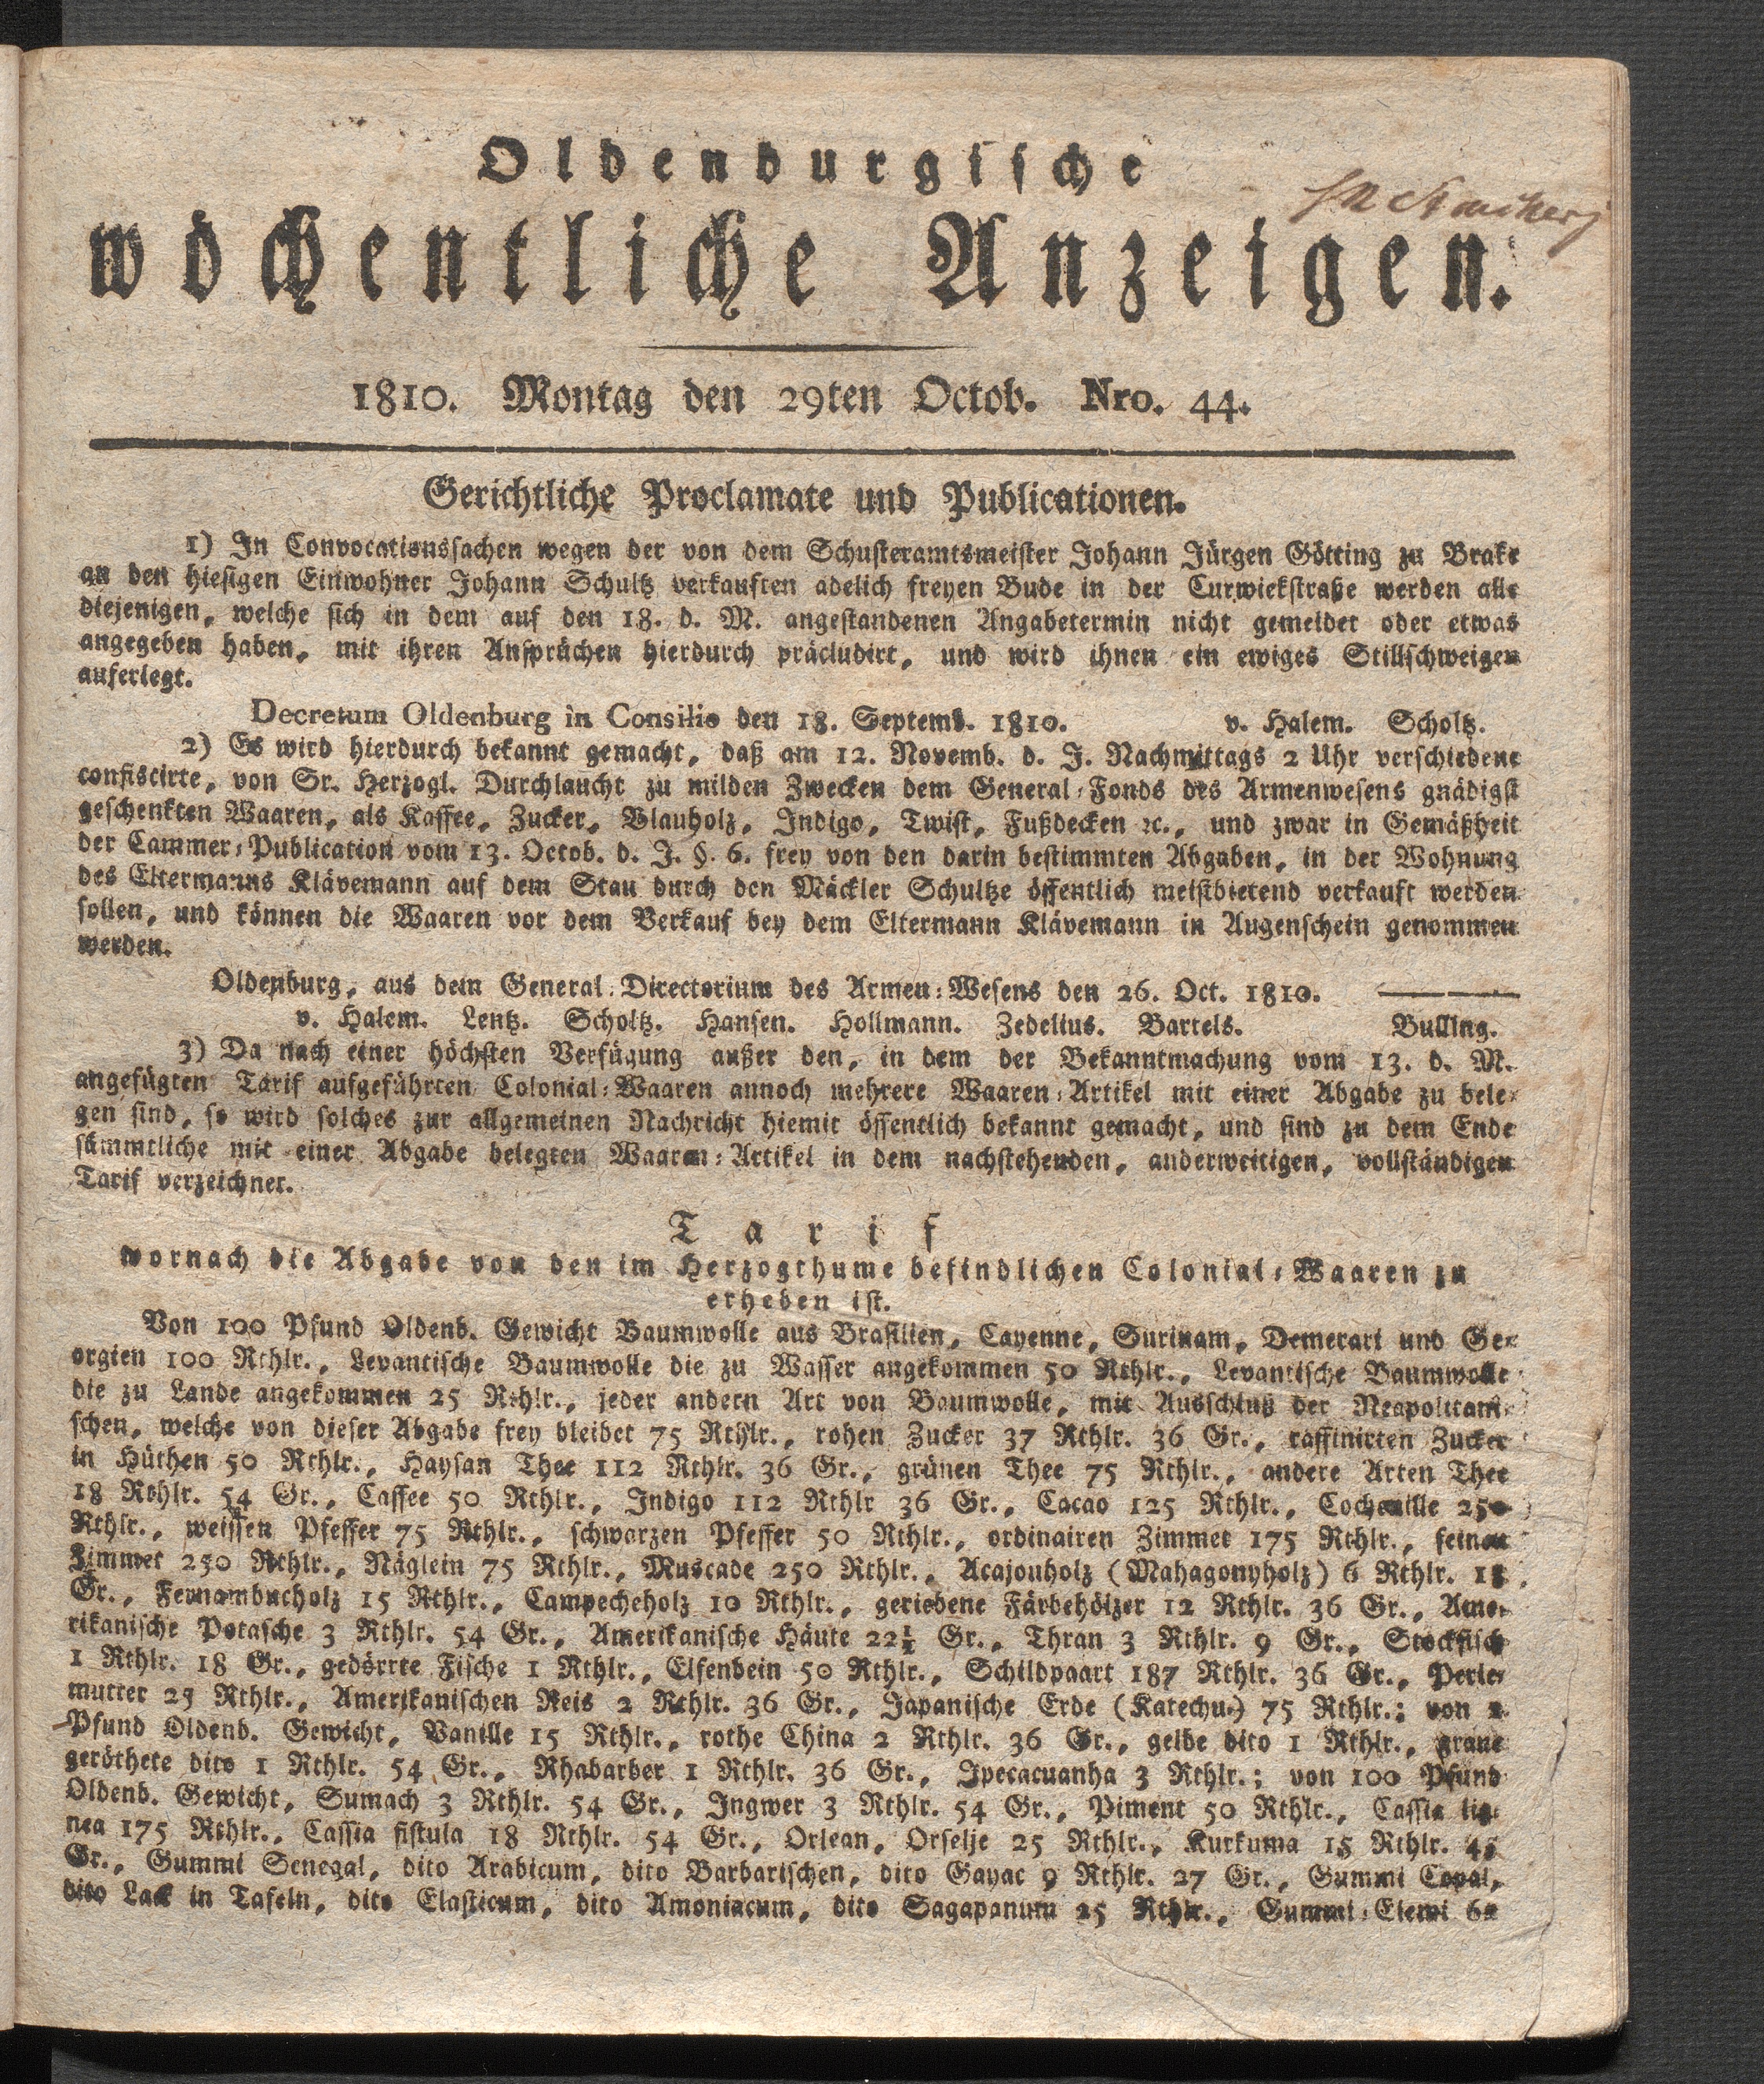 Oldenburgische
wöchentliche Anzeigen.
1810. Montag den 29ten Octob. Nro. 44.
Gerichtliche Proclamate und Publicationen.
1) In Convocationssachen wegen der von dem Schusteramtsmeister Johann Jürgen Götting zu Brake
an den hiesigen Einwohner Johann Schultz verkauften adelich freyen Bude in der Curwiekstraße werden alle
diejenigen, welche sich in dem auf den 18. d. M. angestandenen Angabetermin nicht gemeldet oder etwas
angegeben haben, mit ihren Ansprüchen hierdurch präcludirt, und wird ihnen ein ewiges Stillschweigen
auferlegt.
Decretum Oldenburg in Consilio den 18. Septemb. 1810. v. Halem. Scholtz.
2) Es wird hierdurch bekannt gemacht, daß am 12. Novemb. d. J. Nachmittags 2 Uhr verschiedene
confiscirte, von Sr. Herzogl. Durchlaucht zu milden Zwecken dem General-Fonds des Armenwesens gnädigst
geschenkten Waaren, als Kaffee, Zucker, Blauholz, Indigo, Twist, Fußdecken ꝛc., und zwar in Gemäßheit
der Cammer-Publication vom 13. Octob. d. J. §. 6. frey von den darin bestimmten Abgaben, in der Wohnung
des Eltermanns Klävemann auf dem Stau durch den Mäckler Schultze öffentlich meistbietend verkauft werden
sollen, und können die Waaren vor dem Verkauf bey dem Eltermann Klävemann in Augenschein genommen
werden.
Oldenburg, aus dem General-Directorium des Armen-Wesens den 26. Oct. 1810.
v. Halem. Lentz. Scholtz. Hansen. Hollmann. Zedelius. Bartels. Bulling.
3) Da nach einer höchsten Verfügung außer den, in dem der Bekanntmachung vom 13. d. M.
angefügten Tarif aufgeführten Colonial-Waaren annoch mehrere Waaren-Artikel mit einer Abgabe zu bele-
gen sind, so wird solches zur allgemeinen Nachricht hiemit öffentlich bekannt gemacht, und sind zu dem Ende
sämmtliche mit einer Abgabe belegten Waaren-Artikel in dem nachstehenden, anderweitigen, vollständigen
Tarif verzeichnet.
Tarif
wornach die Abgabe von den im Herzogthume befindlichen Colonial-Waaren zu
erheben ist.
Von 100 Pfund Oldenb. Gewicht Baumwolle aus Brasilien, Cayenne, Surinam, Demerari und Ge-
orgien 100 Rthlr., Levantische Baumwolle die zu Wasser angekommen 50 Rthlr., Levantische Baumwolle
die zu Lande angekommen 25 Rthlr., jeder andern Art von Baumwolle, mit Ausschluß der Neapolitani-
schen, welche von dieser Abgabe frey bleibet 75 Rthlr., rohen Zucker 37 Rthlr. 36 Gr., raffinirten Zucker
in Hüthen 50 Rthlr., Haysan Thee 112 Rthlr. 36 Gr., grünen Thee 75 Rthlr., andere Arten Thee
18 Rthlr. 54 Gr., Caffee 50 Rthlr., Indigo 112 Rthlr 36 Gr., Cacao 125 Rthlr., Cochenille 250
Rthlr., weissen Pfeffer 75 Rthlr., schwarzen Pfeffer 50 Rthlr., ordinairen Zimmet 175 Rthlr., feinen
Zimmet 250 Rthlr., Näglein 75 Rthlr., Muscade 250 Rthlr., Acajouholz (Mahagonyholz) 6 Rthlr. 18
Gr., Fernambucholz 15 Rthlr., Campecheholz 10 Rthlr., geriebene Färbehölzer 12 Rthlr. 36 Gr., Ame-
rikanische Potasche 3 Rthlr. 54 Gr., Amerikanische Häute 22½ Gr., Thran 3 Rthlr. 9 Gr., Stockfisch
1 Rthlr. 18 Gr., gedörrte Fische 1 Rthlr., Elfenbein 50 Rthlr., Schildpaart 187 Rthlr. 36 Gr., Perle-
mutter 25 Rthlr., Amerikanischen Reis 2 Rthlr. 36 Gr., Japanische Erde (Katechu) 75 Rthlr.; von 1
Pfund Oldenb. Gewicht, Vanille 15 Rthlr., rothe China 2 Rthlr. 36 Gr., gelbe dito 1 Rthlr., graue
geröthete dito 1 Rthlr. 54 Gr., Rhabarber 1 Rthlr. 36 Gr., Ipecacuanha 3 Rthlr.; von 100 Pfund
Oldenb. Gewicht, Sumach 3 Rthlr. 54 Gr., Ingwer 3 Rthlr. 54 Gr., Piment 50 Rthlr., Cassia lig-
nea 175 Rthlr., Cassia fistula 18 Rthlr. 54 Gr., Orlean, Orselje 25 Rthlr., Kurkuma 15 Rthlr. 45
Gr., Gummi Senegal, dito Arabicum, dito Barbarischen, dito Gayac 9 Rthlr. 27 Gr., Gummi Copal,
dito Lack in Tafeln, dito Elasticum, dito Amoniacum, dito Sagapanum 25 Rthlr., Gummi-Elemi